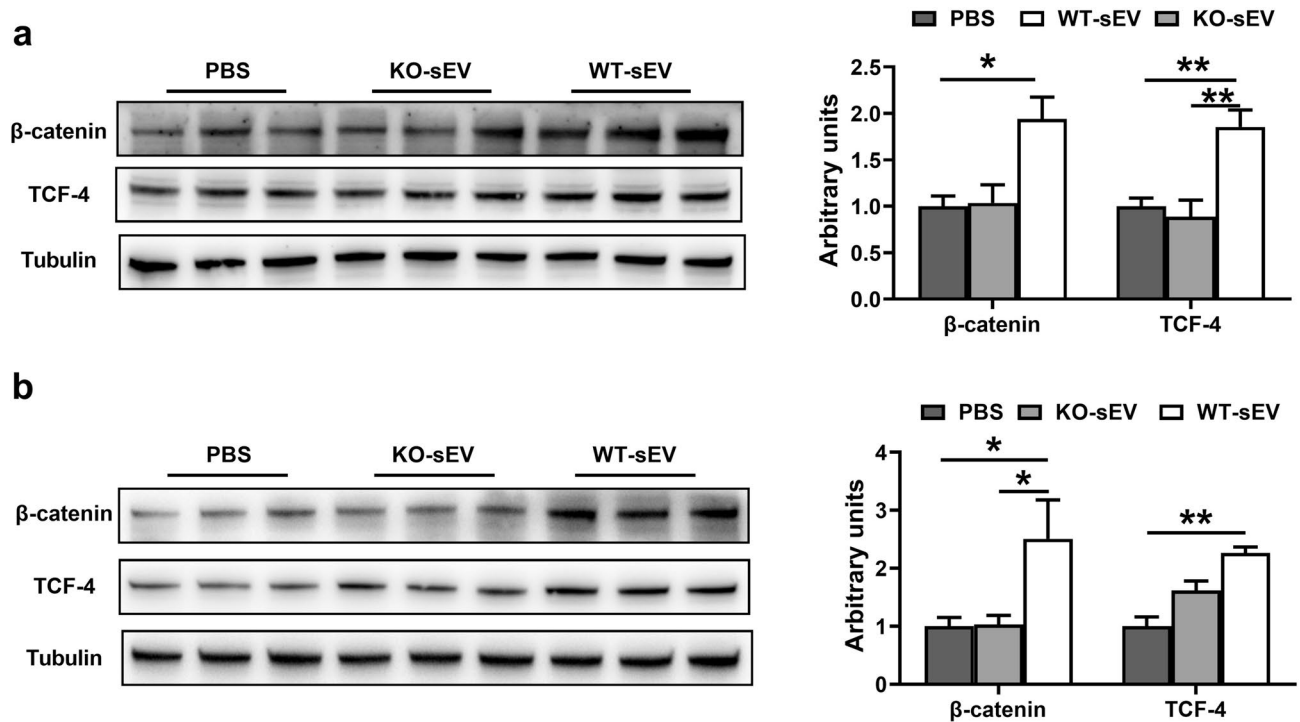 a
PBS KO-sEV WT-sEV
β-catenin
TCF-4
Tubulin
PBS WT-sEV KO-sEV
Arbitrary units
2.5
2.0
1.5
1.0
0.5
0.0
* ** **
β-catenin TCF-4
b
PBS KO-sEV WT-sEV
β-catenin
TCF-4
Tubulin
PBS KO-sEV WT-sEV
Arbitrary units
4
3
2
1
0
* * **
β-catenin TCF-4